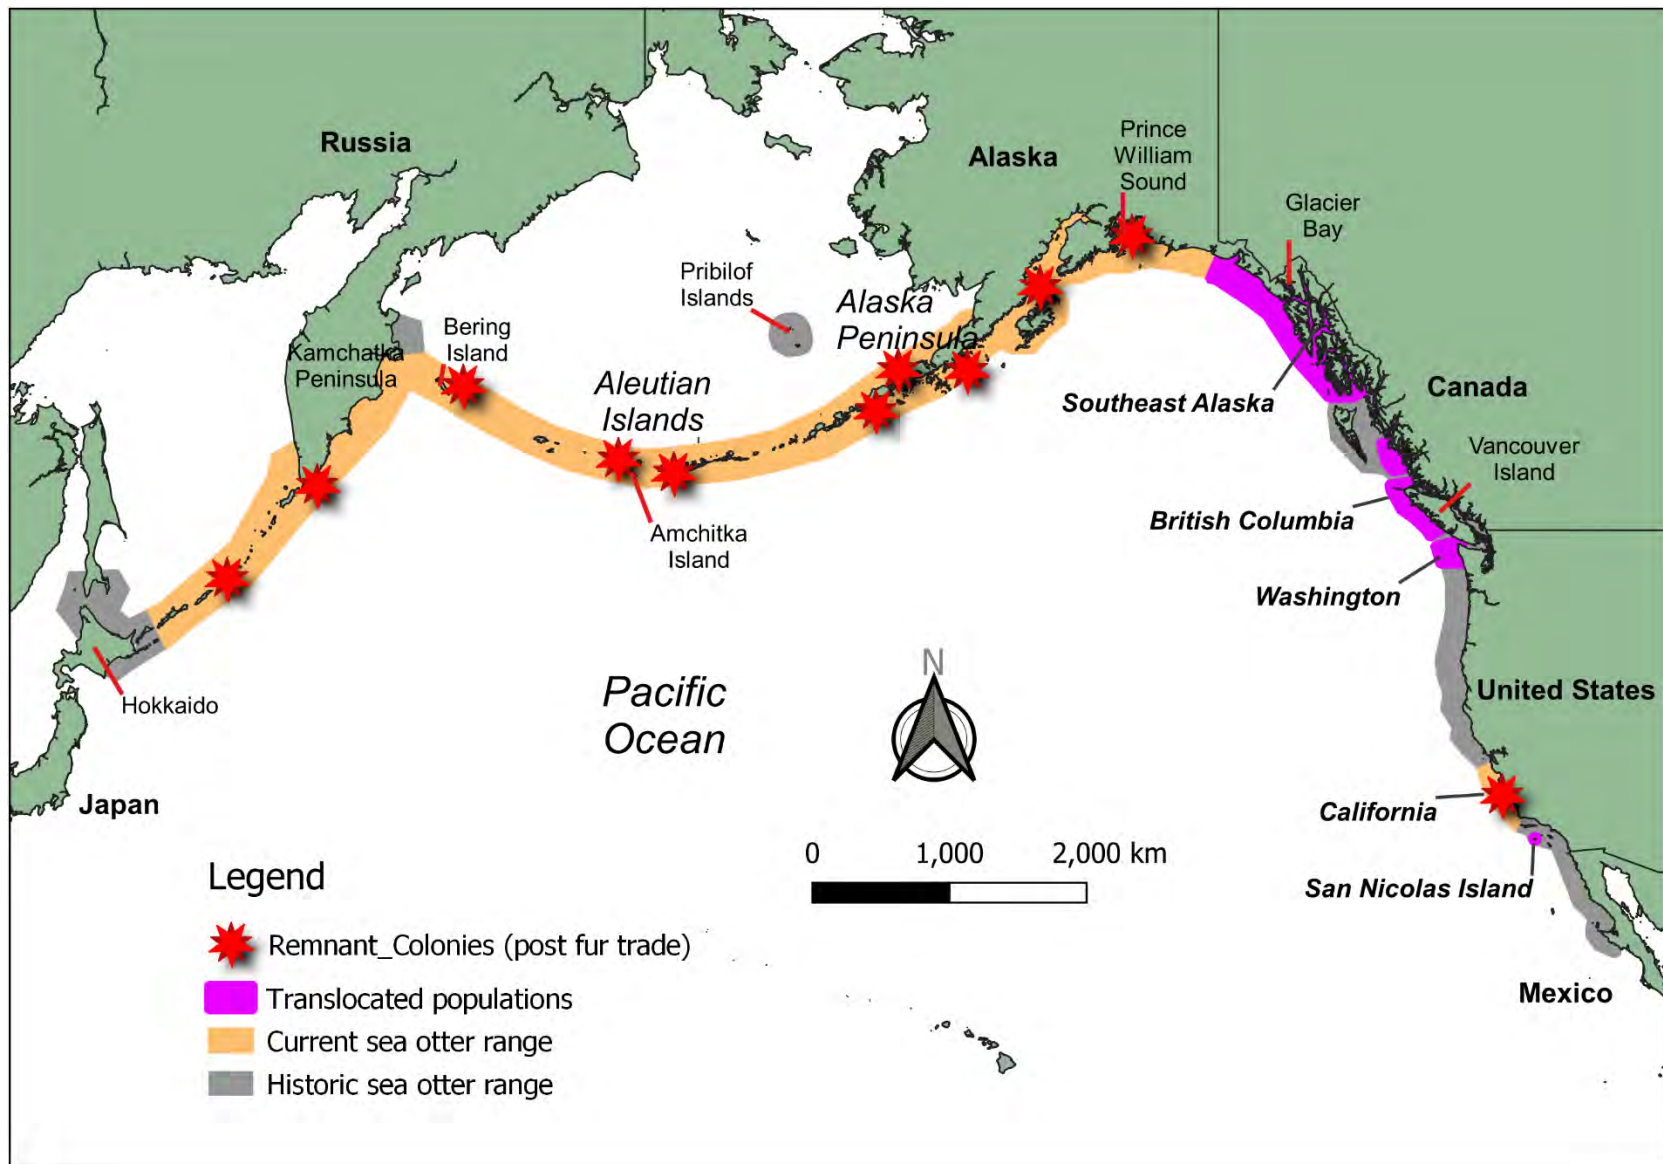 Russia
Alaska
Prince
William
Sound
Glacier
Bay
Pribilof
Islands
Alaska
Peninsula
Bering
Island
Kamchatka
Peninsula
Aleutian
Islands
Southeast Alaska
Canada
Vancouver
Island
British Columbia
Amchitka
Island
Washington
Hokkaido
Pacific
Ocean
N
United States
Japan
California
0 1,000 2,000 km
San Nicolas Island
Mexico
Legend
Remnant_Colonies (post fur trade)
Translocated populations
Current sea otter range
Historic sea otter range